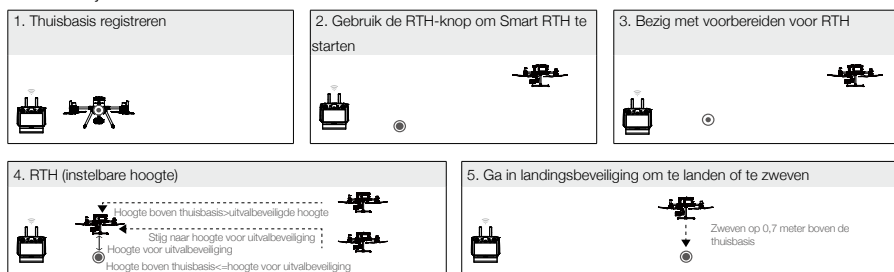 1. Thuisbasis registreren
2. Gebruik de RTH-knop om Smart RTH te
starten
3. Bezig met voorbereiden voor RTH
4. RTH (instelbare hoogte)
Hoogte boven thuisbasis>uitvalbeveiligde hoogte
Stijg naar hoogte voor uitvalbeveiliging
Hoogte voor uitvalbeveiliging
Hoogte boven thuisbasis<=hoogte voor uitvalbeveiliging
5. Ga in landingsbeveiliging om te landen of te zweven
Zweven op 0,7 meter boven de
thuisbasis